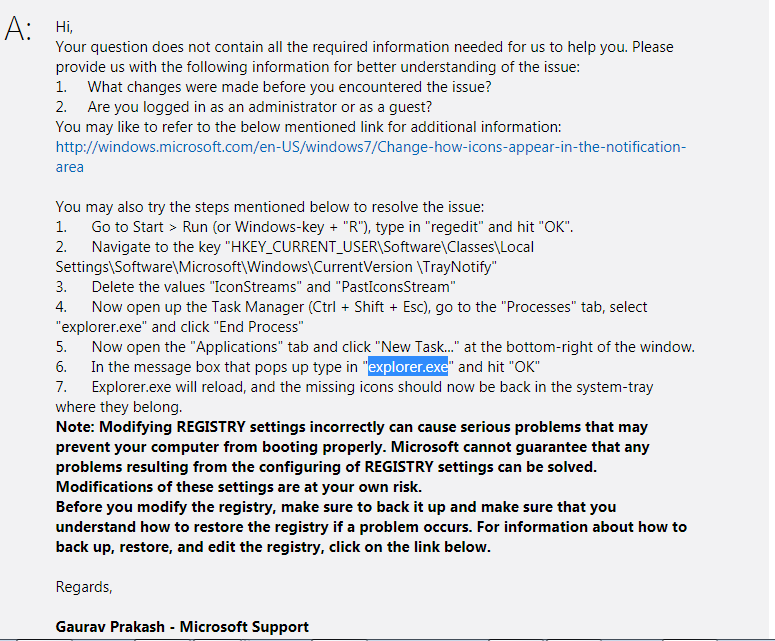 A:
Hi,
Your question does not contain all the required information needed for us to help you. Please
provide us with the following information for better understanding of the issue:
1. What changes were made before you encountered the issue?
2. Are you logged in as an administrator or as a guest?
You may like to refer to the below mentioned link for additional information:
http://windows.microsoft.com/en-US/windows7/Change-how-icons-appear-in-the-notification-
area
You may also try the steps mentioned below to resolve the issue:
1. Go to Start > Run (or Windows-key + "R"), type in "regedit" and hit "OK".
2. Navigate to the key "HKEY_CURRENT_USER\Software\Classes\Local
Settings\Software\Microsoft\Windows\CurrentVersion \TrayNotify"
3. Delete the values "IconStreams" and "PastIconsStream"
4. Now open up the Task Manager (Ctrl + Shift + Esc), go to the "Processes" tab, select
"explorer.exe" and click "End Process"
5. Now open the "Applications" tab and click "New Task..." at the bottom-right of the window.
6. In the message box that pops up type in "explorer.exe" and hit "OK"
7. Explorer.exe will reload, and the missing icons should now be back in the system-tray
where they belong.
Note: Modifying REGISTRY settings incorrectly can cause serious problems that may
prevent your computer from booting properly. Microsoft cannot guarantee that any
problems resulting from the configuring of REGISTRY settings can be solved.
Modifications of these settings are at your own risk.
Before you modify the registry, make sure to back it up and make sure that you
understand how to restore the registry if a problem occurs. For information about how to
back up, restore, and edit the registry, click on the link below.
Regards,
Gaurav Prakash - Microsoft Support